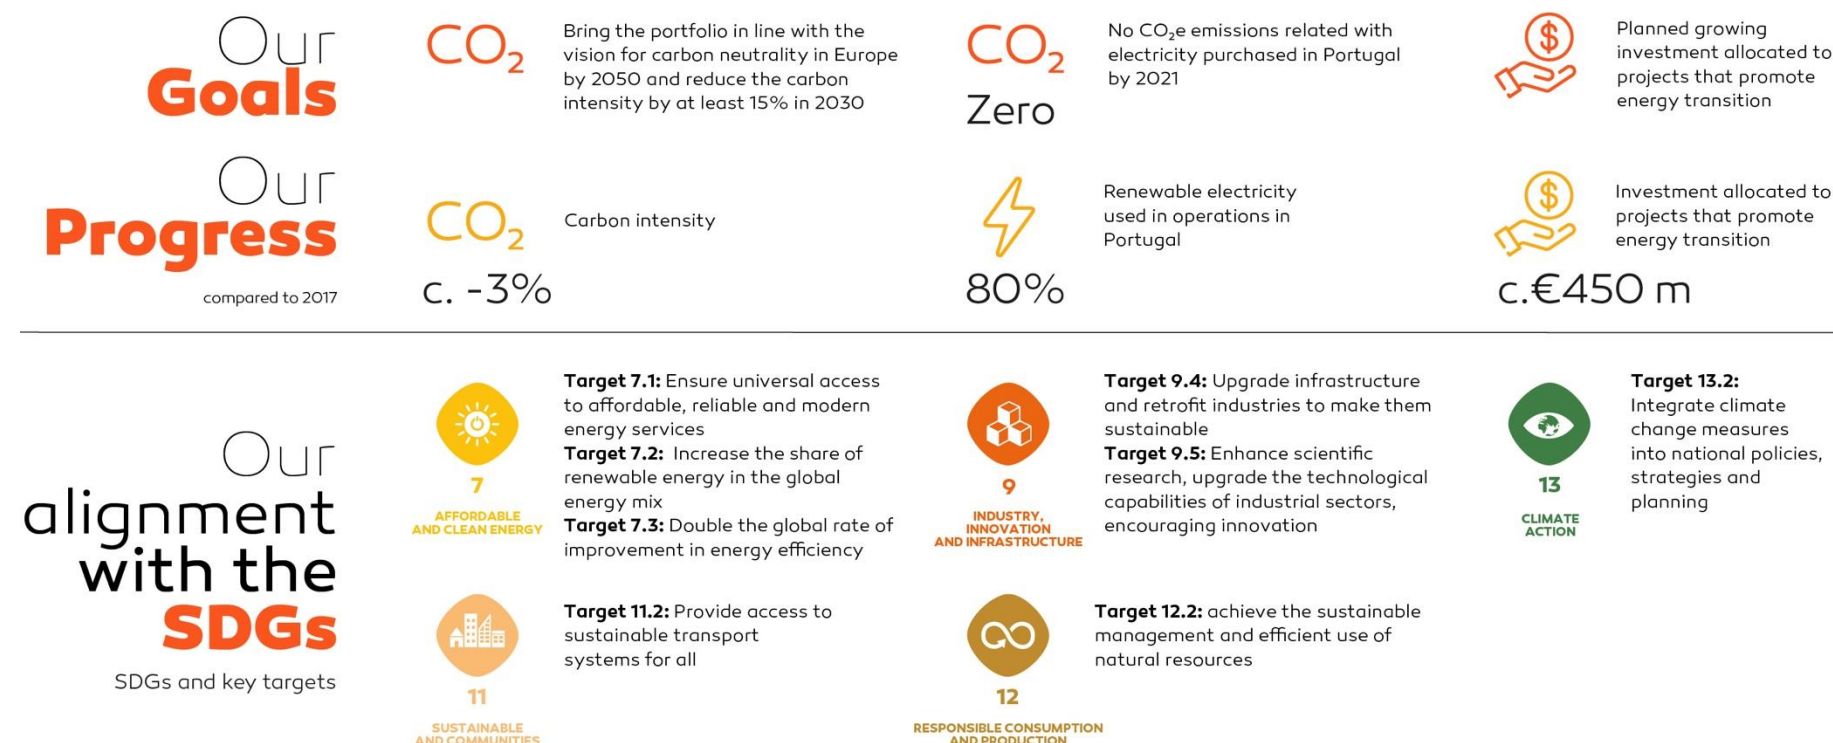 Our
Goals
CO₂
Bring the portfolio in line with the
vision for carbon neutrality in Europe
by 2050 and reduce the carbon
intensity by at least 15% in 2030
CO₂
Zero
No CO₂e emissions related with
electricity purchased in Portugal
by 2021
$
Planned growing
investment allocated to
projects that promote
energy transition
Our
Progress
compared to 2017
CO₂
c. -3%
Carbon intensity
80%
Renewable electricity
used in operations in
Portugal
$
c.€450 m
Investment allocated to
projects that promote
energy transition
Our
alignment
with the
SDGs
SDGs and key targets
7
AFFORDABLE
AND CLEAN ENERGY
Target 7.1: Ensure universal access
to affordable, reliable and modern
energy services
Target 7.2: Increase the share of
renewable energy in the global
energy mix
Target 7.3: Double the global rate of
improvement in energy efficiency
9
INDUSTRY,
INNOVATION
AND INFRASTRUCTURE
Target 9.4: Upgrade infrastructure
and retrofit industries to make them
sustainable
Target 9.5: Enhance scientific
research, upgrade the technological
capabilities of industrial sectors,
encouraging innovation
13
CLIMATE
ACTION
Target 13.2:
Integrate climate
change measures
into national policies,
strategies and
planning
11
SUSTAINABLE
AND COMMUNITIES
Target 11.2: Provide access to
sustainable transport
systems for all
12
RESPONSIBLE CONSUMPTION
AND PRODUCTION
Target 12.2: achieve the sustainable
management and efficient use of
natural resources